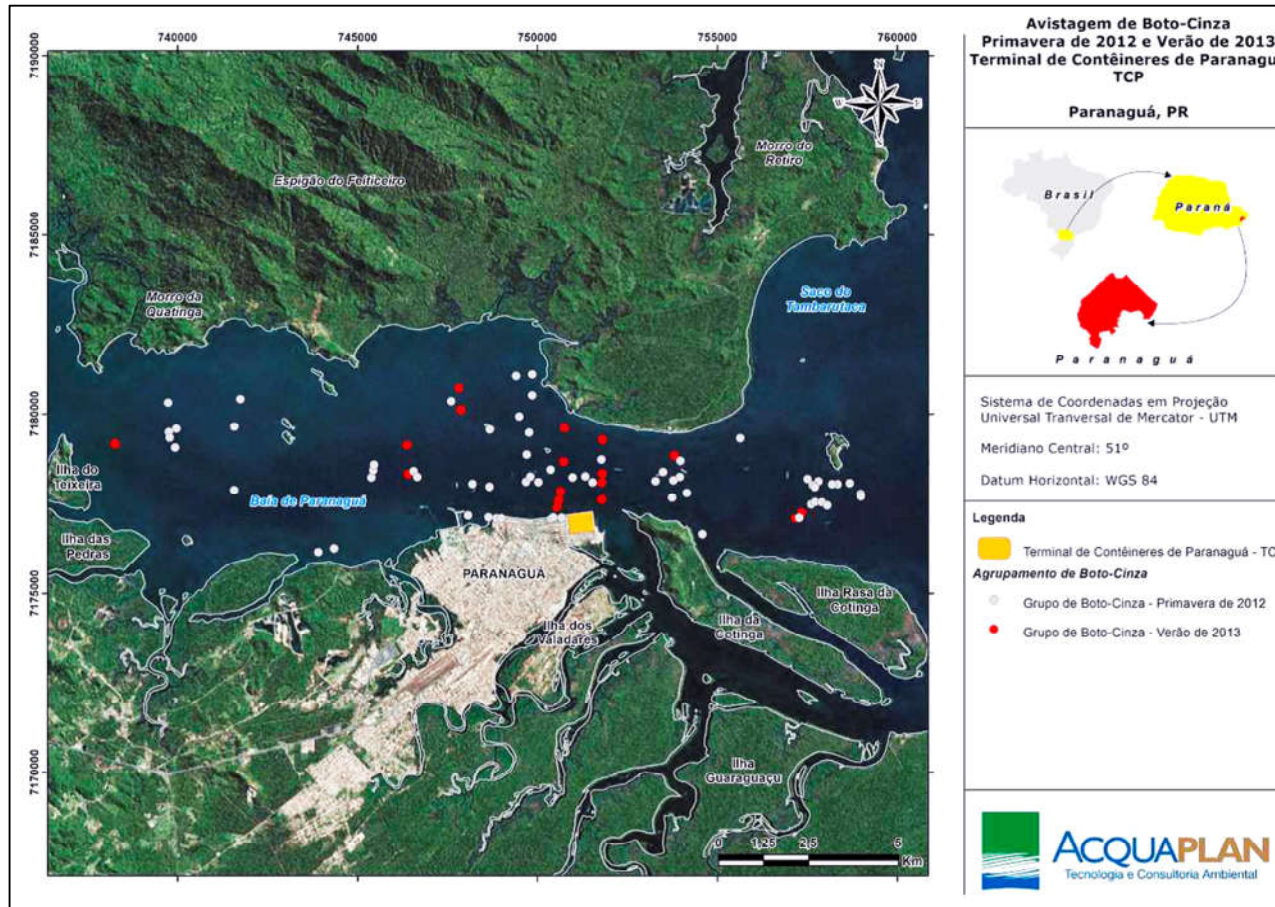 Avistagem de Boto-Cinza
Primavera de 2012 e Verão de 2013
Terminal de Contêineres de Paranagu
TCP
Paranaguá, PR
Brasil
Paraná
Paranaguá
Sistema de Coordenadas em Projeção
Universal Tranversal de Mercator - UTM
Meridiano Central: 51º
Datum Horizontal: WGS 84
Legenda
Terminal de Contêineres de Paranaguá - TC
Agrupamento de Boto-Cinza
Grupo de Boto-Cinza - Primavera de 2012
Grupo de Boto-Cinza - Verão de 2013
ACQUAPLAN
Tecnologia e Consultoria Ambiental
740000 745000 750000 755000 760000
7190000
7185000
7180000
7175000
7170000
N
W E
S
Morro do
Retiro
Espigão do Feiticeiro
Morro da
Quatinga
Saco do
Tambarutaca
Ilha do
Teixeira
Baía de Paranaguá
Ilha das
Pedras
PARANAGUÁ
Ilha dos
Valadares
Ilha da
Cotinga
Ilha Rasa da
Cotinga
Ilha
Guaraguaçu
0 1,25 2,5 5
Km